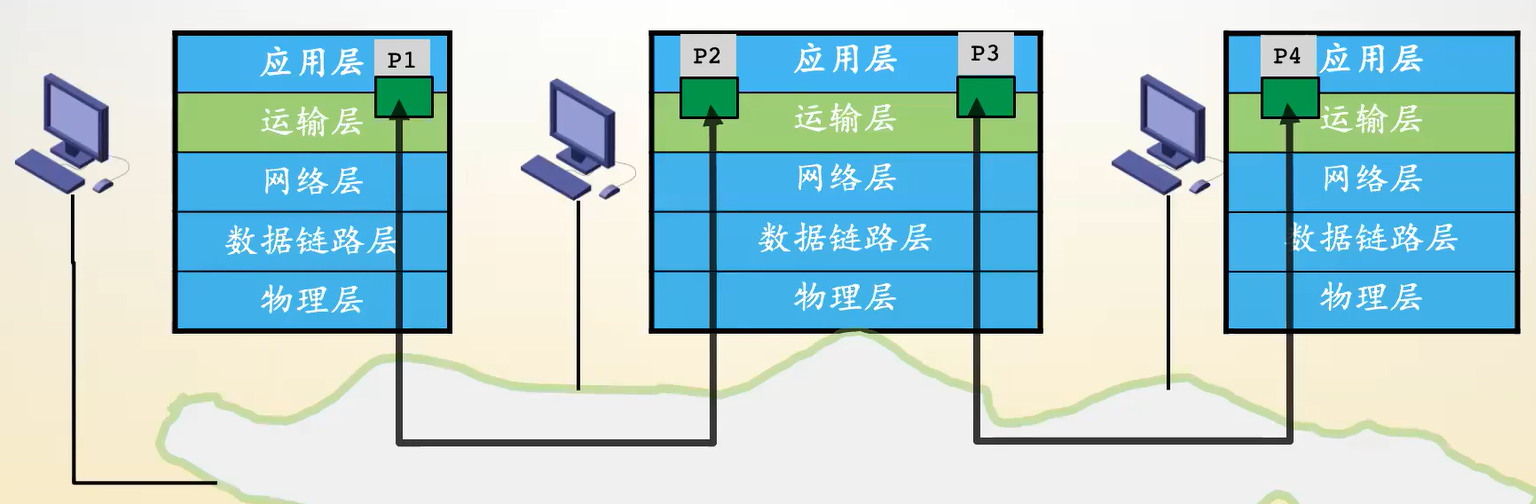 应用层 P1
运输层
网络层
数据链路层
物理层
P2 应用层 P3
运输层
网络层
数据链路层
物理层
P4 应用层
运输层
网络层
数据链路层
物理层